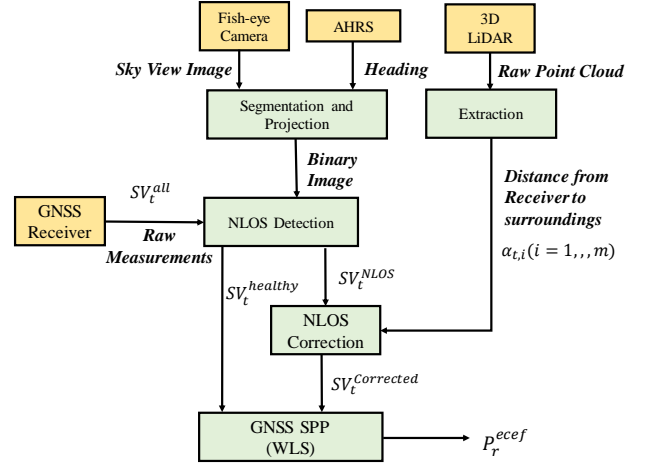 Fish-eye
Camera
AHRS
3D
LiDAR
Sky View Image
Heading
Raw Point Cloud
Segmentation and
Projection
Extraction
Binary
Image
Distance from
Receiver to
surroundings
α_{t,i}(i = 1,,,m)
SV_t^{all}
GNSS
Receiver
Raw
Measurements
NLOS Detection
SV_t^{healthy}
SV_t^{NLOS}
NLOS
Correction
SV_t^{Corrected}
GNSS SPP
(WLS)
P_r^{ecef}